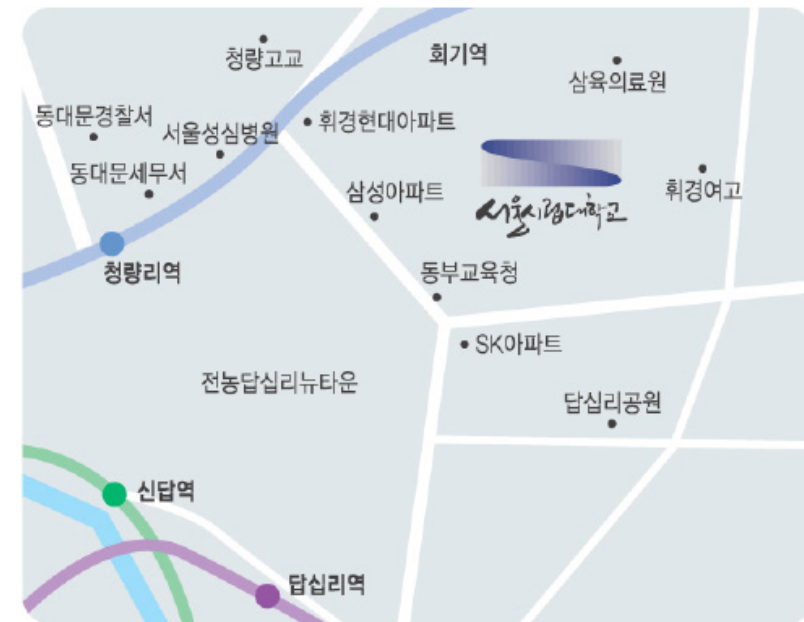 청량고교
회기역
삼육의료원
동대문경찰서
서울성심병원
휘경현대아파트
동대문세무서
삼성아파트
휘경여고
서울시립대학교
청량리역
동부교육청
SK아파트
전농답십리뉴타운
답십리공원
신답역
답십리역